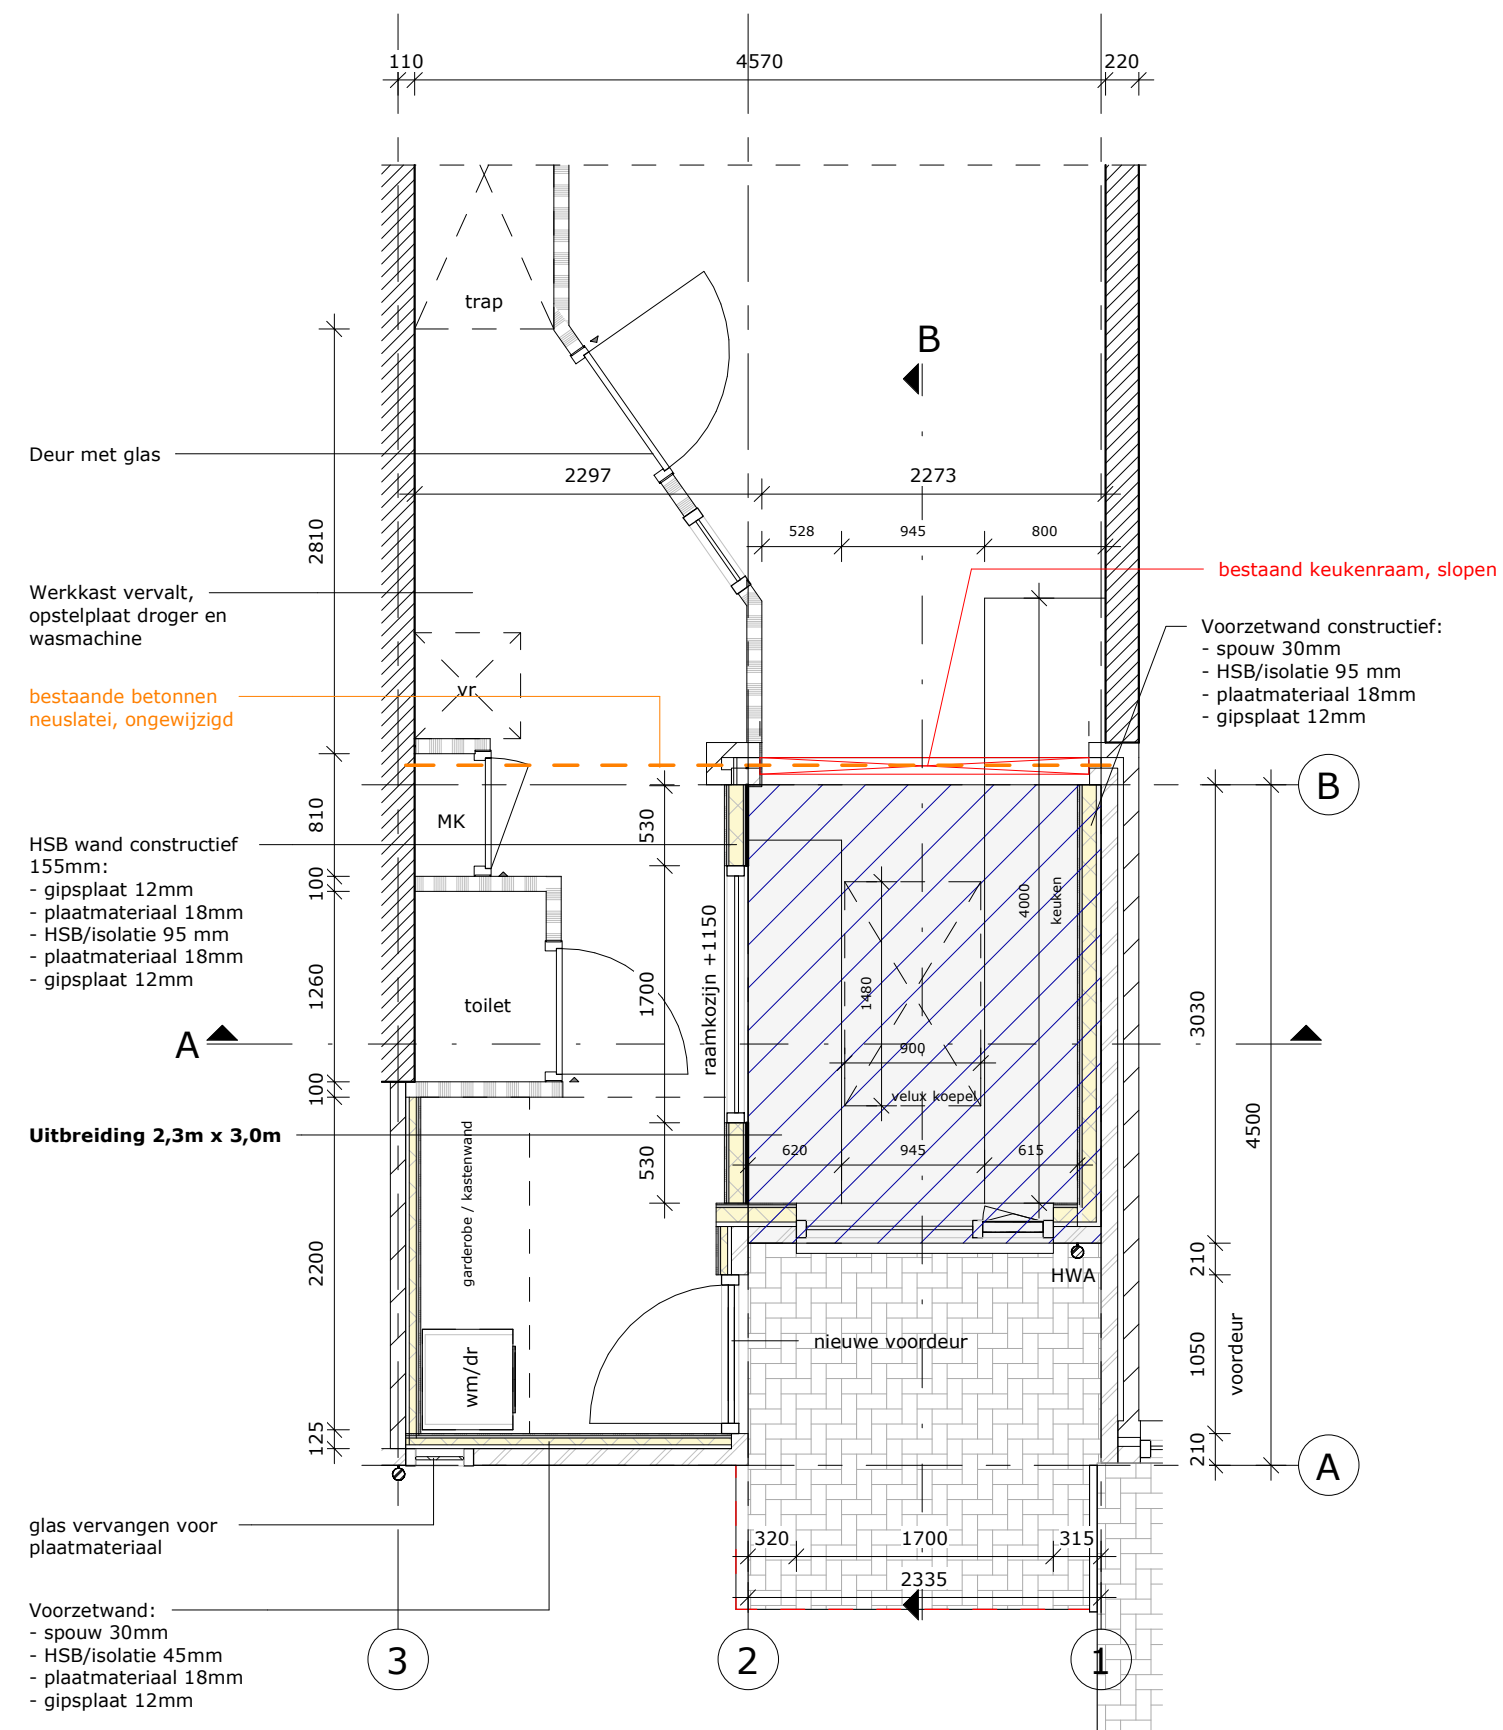 110
4570
220
trap
B
Deur met glas
2297
2273
528
945
800
2810
bestaand keukenraam, slopen
Werkkast vervalt,
opstelplaat droger en
wasmachine
Voorzetwand constructief:
- spouw 30mm
- HSB/isolatie 95 mm
- plaatmateriaal 18mm
- gipsplaat 12mm
vr
bestaande betonnen
neuslatei, ongewijzigd
B
MK
810
530
HSB wand constructief
155mm:
- gipsplaat 12mm
- plaatmateriaal 18mm
- HSB/isolatie 95 mm
- plaatmateriaal 18mm
- gipsplaat 12mm
100
4000
keuken
raamkozijn +1150
1260
toilet
1700
1480
3030
A
900
100
velux koepel
Uitbreiding 2,3m x 3,0m
4500
620
945
615
530
garderobe / kastenwand
2200
210
HWA
nieuwe voordeur
1050
voordeur
wm/dr
125
210
A
glas vervangen voor
plaatmateriaal
320
1700
315
2335
Voorzetwand:
- spouw 30mm
- HSB/isolatie 45mm
- plaatmateriaal 18mm
- gipsplaat 12mm
3
2
1